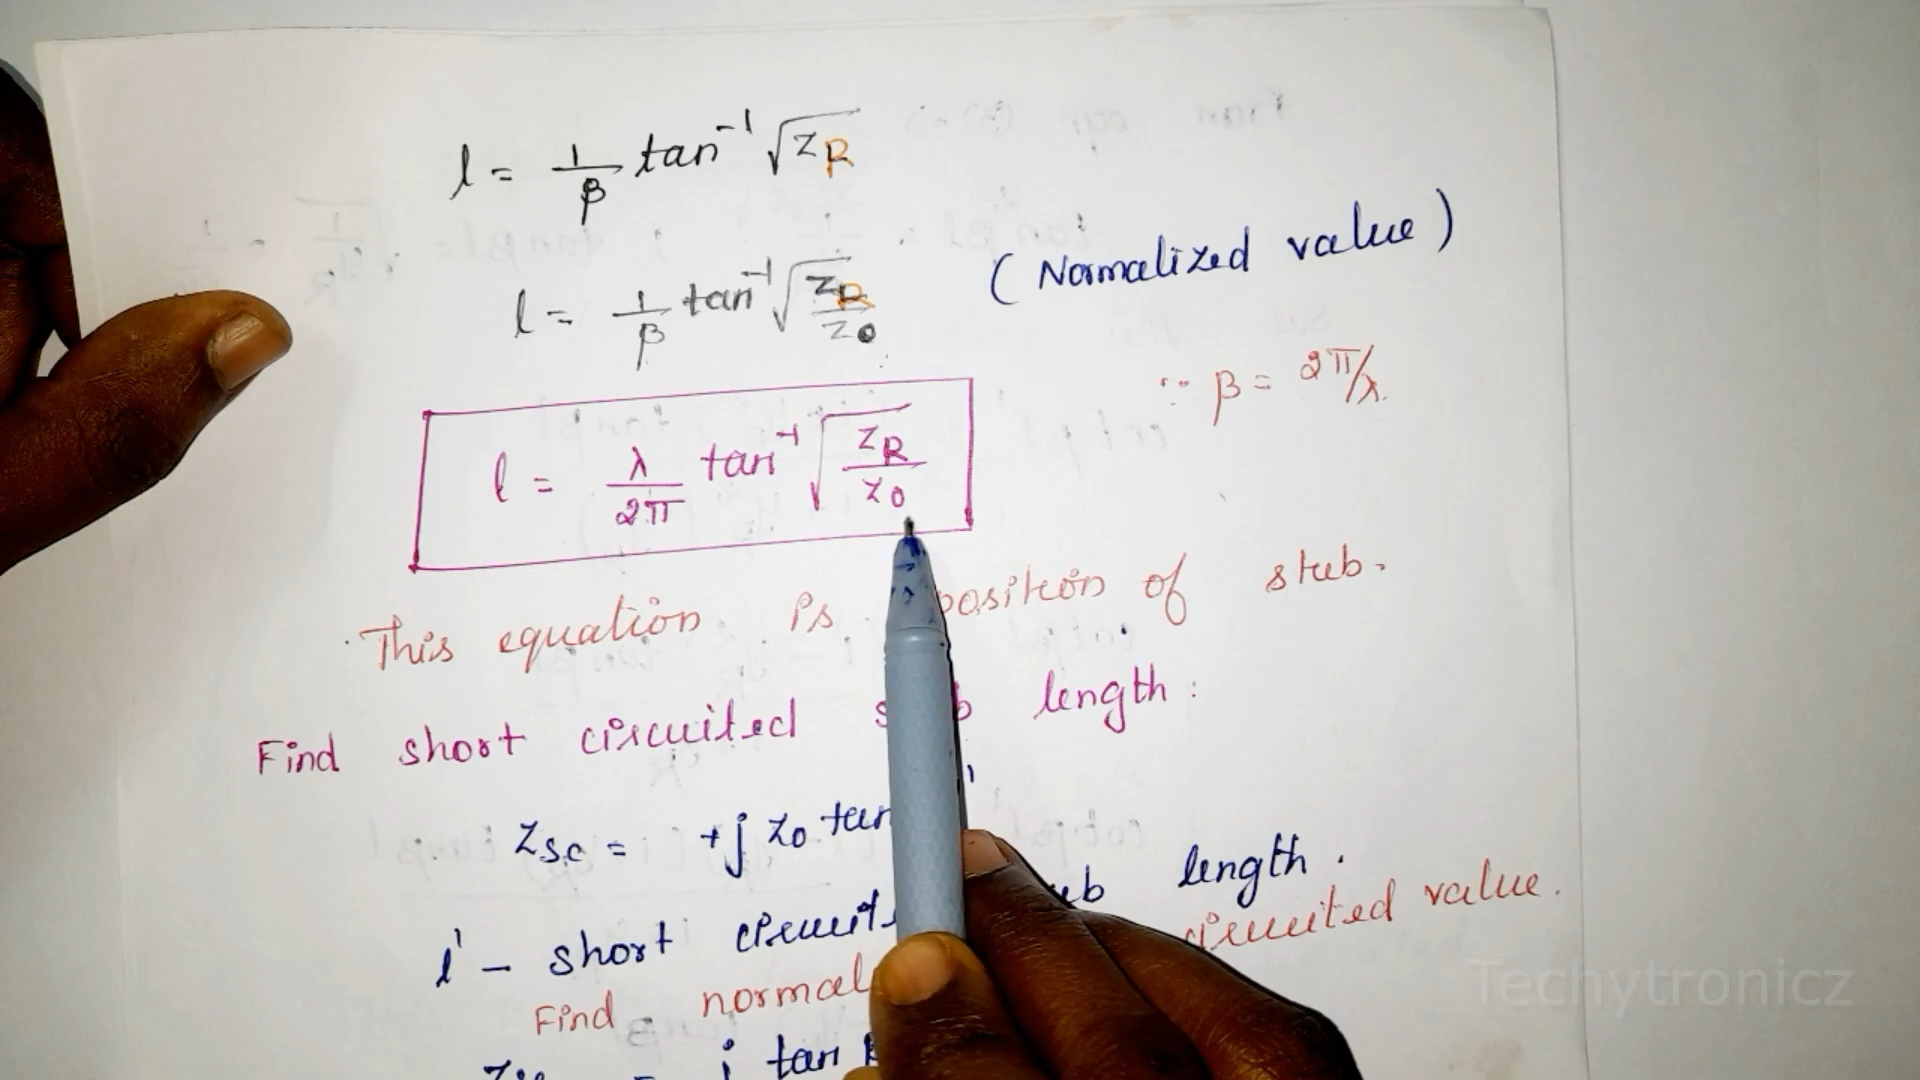 l = 1/β tan⁻¹ √ZR
l = 1/β tan⁻¹ √(ZR/Z0) (Normalized value)
∵ β = 2π/λ
l = λ/2π tan⁻¹ √(ZR/Z0)
This equation is position of stub.
Find short circuited length :
Zsc = +j Z0 tan
l' - short length .
Find circuited value.
= j tan
Techytronicz